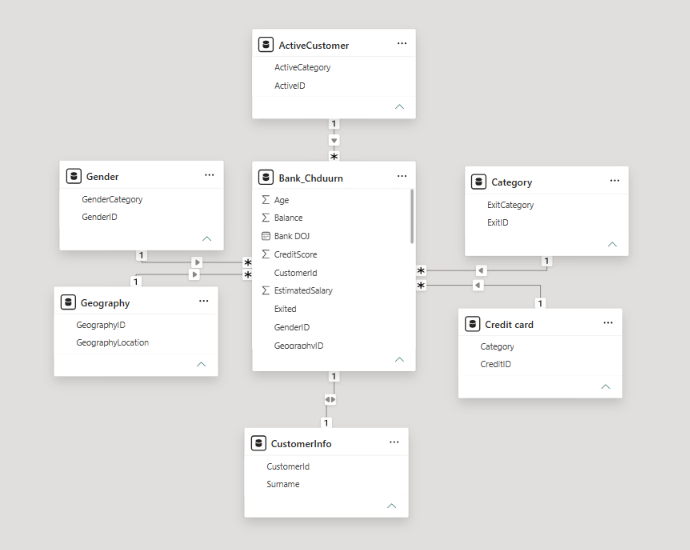 ActiveCustomer
ActiveCategory
ActiveID
1
*
Gender
GenderCategory
GenderID
1
*
Geography
GeographyID
GeographyLocation
1
*
Bank_Chduurn
Age
Balance
Bank DOJ
CreditScore
CustomerId
EstimatedSalary
Exited
GenderID
GeographyID
Category
ExitCategory
ExitID
1
*
Credit card
Category
CreditID
1
*
1
1
CustomerInfo
CustomerId
Surname